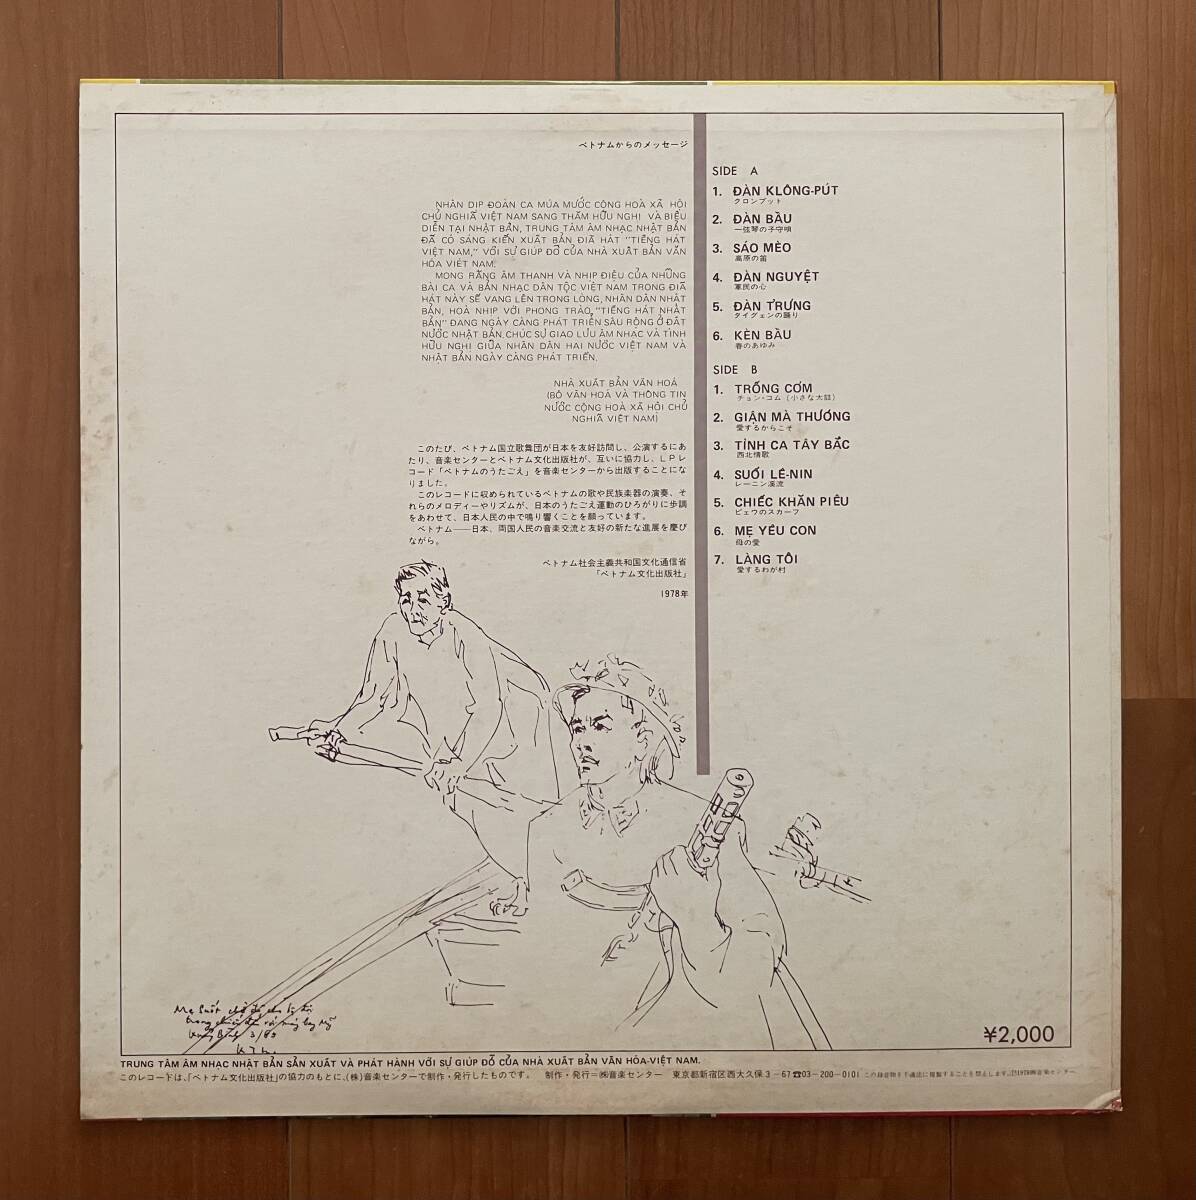 ベトナムからのメッセージ
NHÂN DỊP ĐOÀN CA MÚA MƯỚC CỘNG HOÀ XÃ HỘI
CHỦ NGHĨA VIỆT NAM SANG THĂM HỮU NGHỊ VÀ BIỂU
DIỄN TẠI NHẬT BẢN, TRUNG TÂM ÂM NHẠC NHẬT BẢN
ĐÃ CÓ SÁNG KIẾN XUẤT BẢN ĐĨA HÁT "TIẾNG HÁT
VIỆT NAM," VỚI SỰ GIÚP ĐỠ CỦA NHÀ XUẤT BẢN VĂN
HÓA VIỆT NAM.
MONG RẰNG ÂM THANH VÀ NHỊP ĐIỆU CỦA NHỮNG
BÀI CA VÀ BẢN NHẠC DÂN TỘC VIỆT NAM TRONG ĐĨA
HÁT NÀY SẼ VANG LÊN TRONG LÒNG, NHÂN DÂN NHẬT
BẢN, HOÀ NHỊP VỚI PHONG TRÀO, "TIẾNG HÁT NHẬT
BẢN" ĐANG NGÀY CÀNG PHÁT TRIỂN SÂU RỘNG Ở ĐẤT
NƯỚC NHẬT BẢN CHÚC SỰ GIAO LƯU ÂM NHẠC VÀ TÌNH
HỮU NGHỊ GIỮA NHÂN DÂN HAI NƯỚC VIỆT NAM VÀ
NHẬT BẢN NGÀY CÀNG PHÁT TRIỂN.
NHÀ XUẤT BẢN VĂN HOÁ
(BỘ VĂN HOÁ VÀ THÔNG TIN
NƯỚC CỘNG HOÀ XÃ HỘI CHỦ
NGHĨA VIỆT NAM)
このたび、ベトナム国立歌舞団が日本を友好訪問し、公演するにあ
たり、音楽センターとベトナム文化出版社が、互いに協力し、ＬＰレ
コード「ベトナムのうたごえ」を音楽センターから出版することにな
りました。
このレコードに収められているベトナムの歌や民族楽器の演奏、そ
れらのメロディーやリズムが、日本のうたごえ運動のひろがりに歩調
をあわせて、日本人民の中で鳴り響くことを願っています。
ベトナム——日本、両国人民の音楽交流と友好の新たな進展を慶び
ながら。
ベトナム社会主義共和国文化通信省
「ベトナム文化出版社」
1978年
SIDE A
1. ĐÀN KLÔNG-PÚT
クロンプット
2. ĐÀN BẦU
一弦琴の子守唄
3. SÁO MÈO
高原の笛
4. ĐÀN NGUYỆT
軍民の心
5. ĐÀN T'RƯNG
タイグェンの踊り
6. KÈN BẦU
春のあゆみ
SIDE B
1. TRỐNG CƠM
チョン・コム (小さな太鼓)
2. GIẬN MÀ THƯƠNG
愛するからこそ
3. TÌNH CA TÂY BẮC
西北情歌
4. SUỐI LÊ-NIN
レーニン渓流
5. CHIẾC KHĂN PIÊU
ピェウのスカーフ
6. MẸ YÊU CON
母の愛
7. LÀNG TÔI
愛するわが村
¥2,000
TRUNG TÂM ÂM NHẠC NHẬT BẢN SẢN XUẤT VÀ PHÁT HÀNH VỚI SỰ GIÚP ĐỠ CỦA NHÀ XUẤT BẢN VĂN HÓA-VIỆT NAM.
このレコードは、「ベトナム文化出版社」の協力のもとに、(株)音楽センターで制作・発行したものです。 制作・発行＝㈱音楽センター 東京都新宿区西大久保３－67☎03－200－0101 この録音物を不法に複製することを禁止します。Ⓟ1978㈱音楽センター